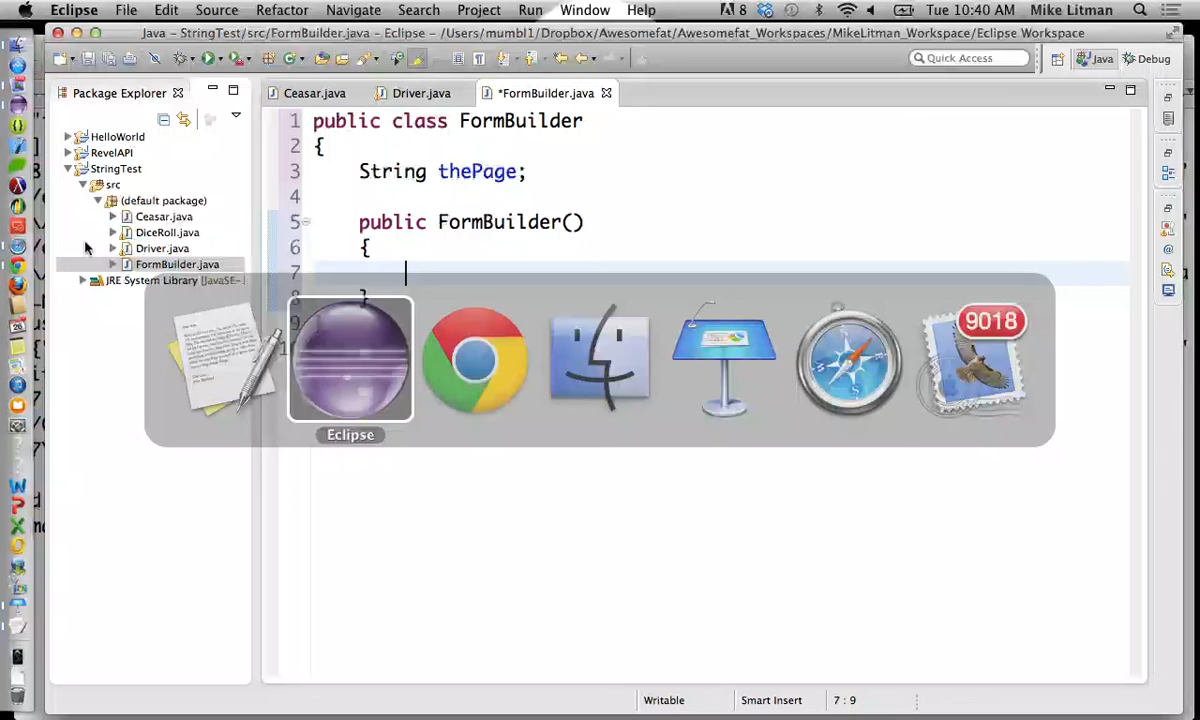 Eclipse File Edit Source Refactor Navigate Search Project Run Window Help 8 Tue 10:40 AM Mike Litman
Java – StringTest/src/FormBuilder.java – Eclipse – /Users/mumbl1/Dropbox/Awesomefat/Awesomefat_Workspaces/MikeLitman_Workspace/Eclipse Workspace
Quick Access Java Debug
Package Explorer
Ceasar.java Driver.java *FormBuilder.java
HelloWorld
RevelAPI
StringTest
src
(default package)
Ceasar.java
DiceRoll.java
Driver.java
FormBuilder.java
JRE System Library [JavaSE-
1 public class FormBuilder
2 {
3 String thePage;
4
5 public FormBuilder()
6 {
7
8 }
9
9018
Eclipse
Writable Smart Insert 7 : 9